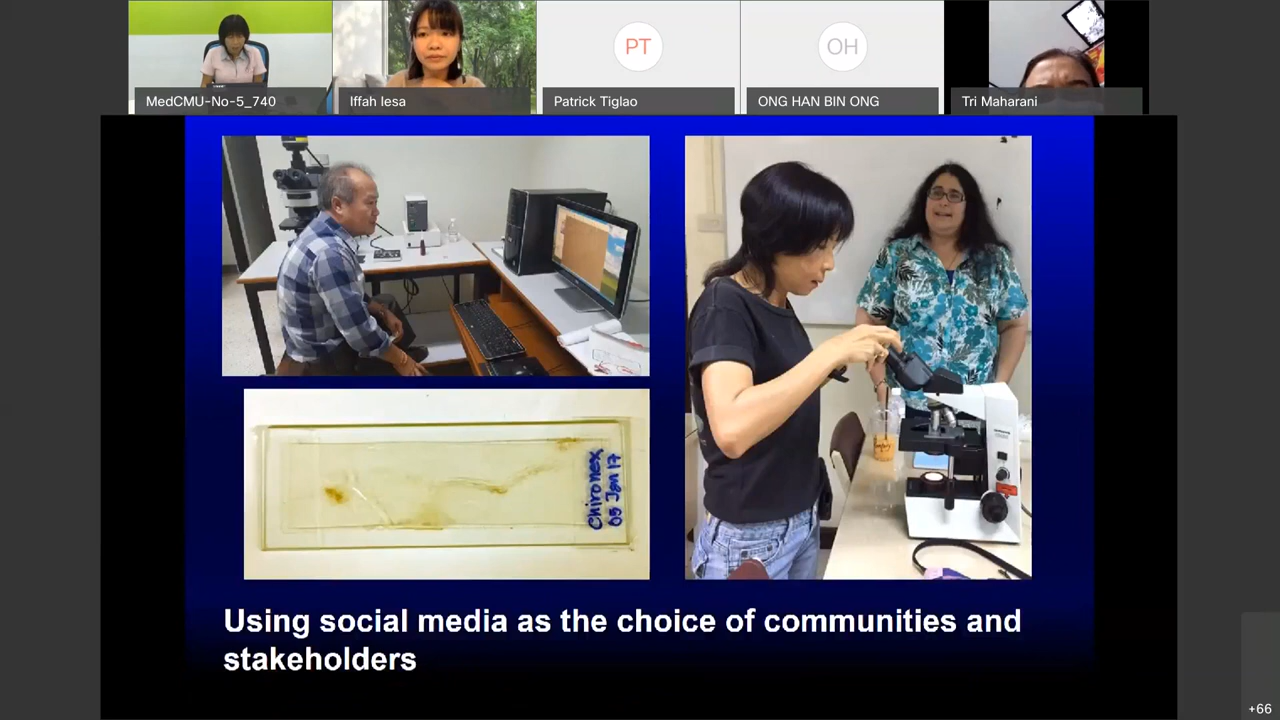 MedCMU-No-5_740
Iffah Iesa
PT
Patrick Tiglao
OH
ONG HAN BIN ONG
Tri Maharani
Chironex
05 Jan 17
Using social media as the choice of communities and
stakeholders
+66